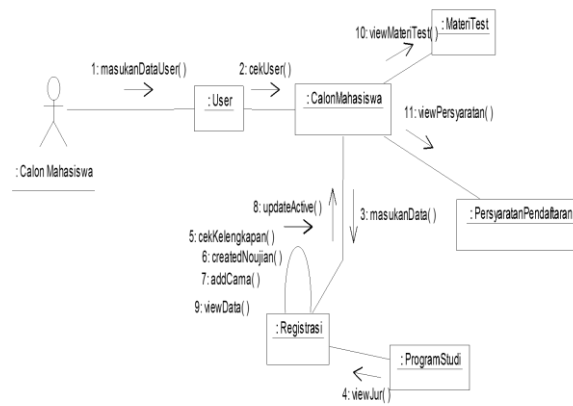 10: viewMateriTest( )
: MateriTest
1: masukanDataUser( )
2: cekUser( )
: User
: CalonMahasiswa
11: viewPersyaratan( )
: Calon Mahasiswa
8: updateActive( )
3: masukanData( )
: PersyaratanPendaftaran
5: cekKelengkapan( )
6: createdNoujian( )
7: addCama( )
9: viewData( )
: Registrasi
: ProgramStudi
4: viewJur( )